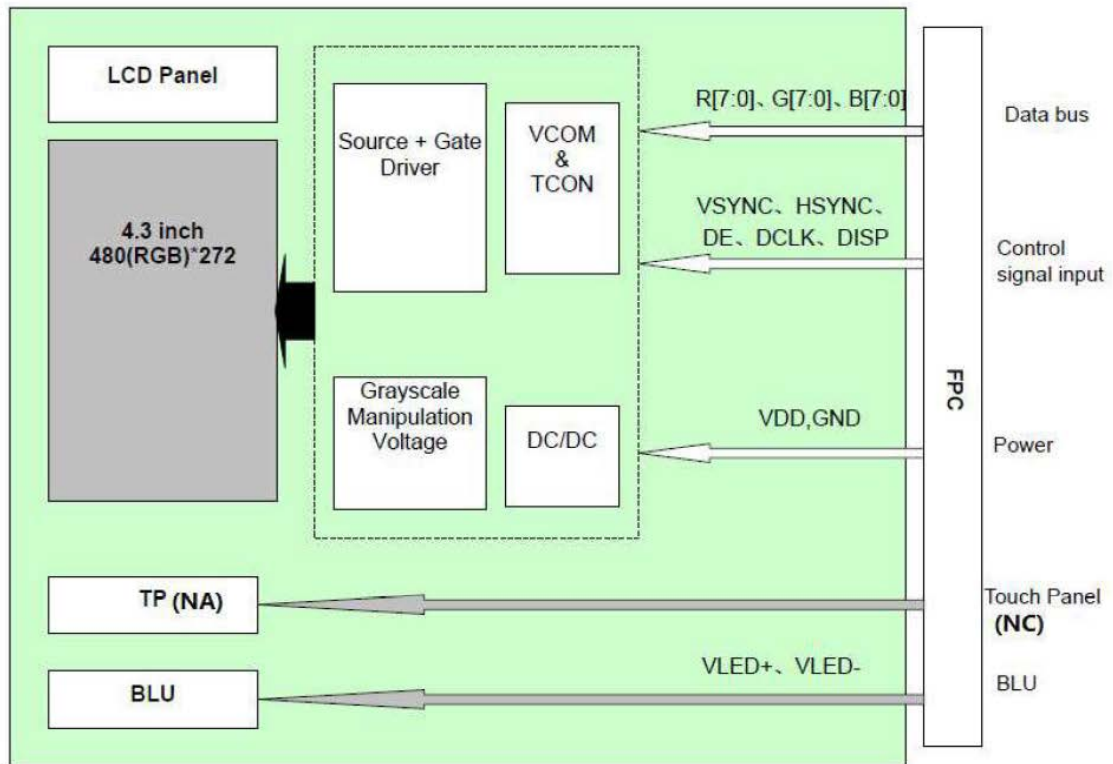 LCD Panel
4.3 inch
480(RGB)*272
Source + Gate
Driver
VCOM
&
TCON
Grayscale
Manipulation
Voltage
DC/DC
R[7:0]、G[7:0]、B[7:0]
Data bus
VSYNC、HSYNC、
DE、DCLK、DISP
Control
signal input
VDD,GND
Power
FPC
TP (NA)
Touch Panel
(NC)
BLU
VLED+、VLED-
BLU